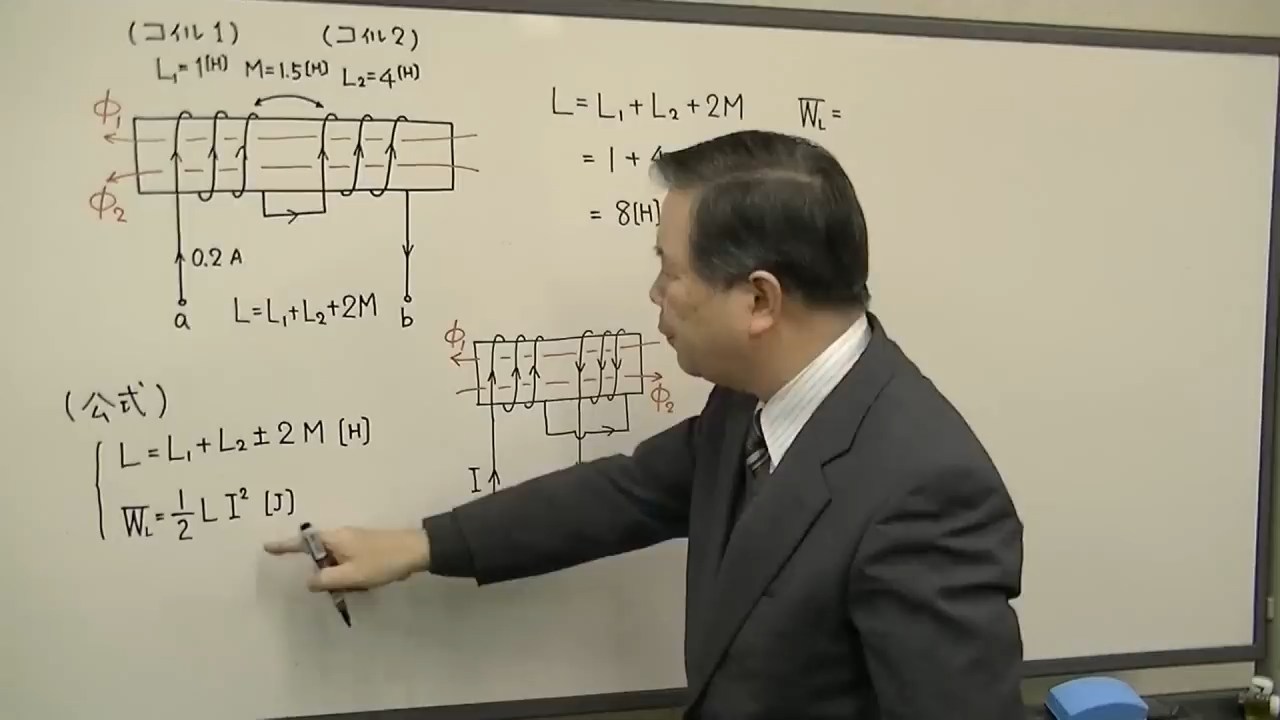 (コイル1) (コイル2)
L₁=1[H] M=1.5[H] L₂=4[H]
Φ₁
Φ₂
0.2A
a L=L₁+L₂+2M b
(公式)
L=L₁+L₂±2M [H]
W_L=1/2 L I² [J]
L=L₁+L₂+2M
=1+4
=8[H]
W_L=
Φ₁
Φ₂
I